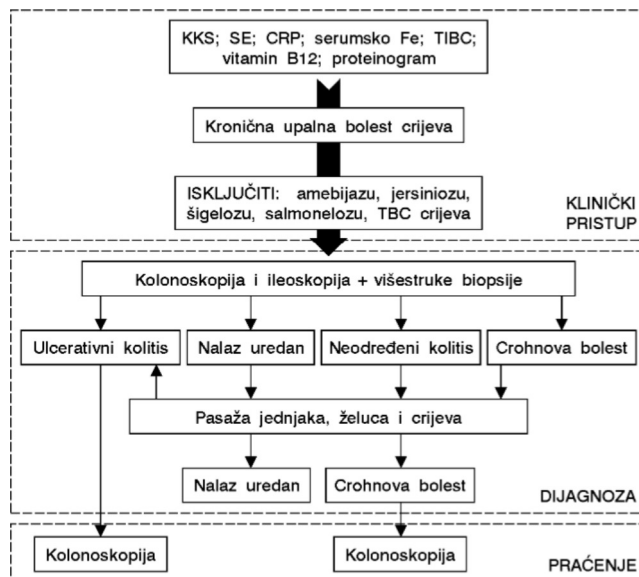 KKS; SE; CRP; serumsko Fe; TIBC;
vitamin B12; proteinogram
Kronična upalna bolest crijeva
ISKLJUČITI: amebijazu, jersiniozu,
šigelozu, salmonelozu, TBC crijeva
KLINIČKI
PRISTUP
Kolonoskopija i ileoskopija + višestruke biopsije
Ulcerativni kolitis
Nalaz uredan
Neodređeni kolitis
Crohnova bolest
Pasaža jednjaka, želuca i crijeva
Nalaz uredan
Crohnova bolest
DIJAGNOZA
Kolonoskopija
Kolonoskopija
PRAĆENJE